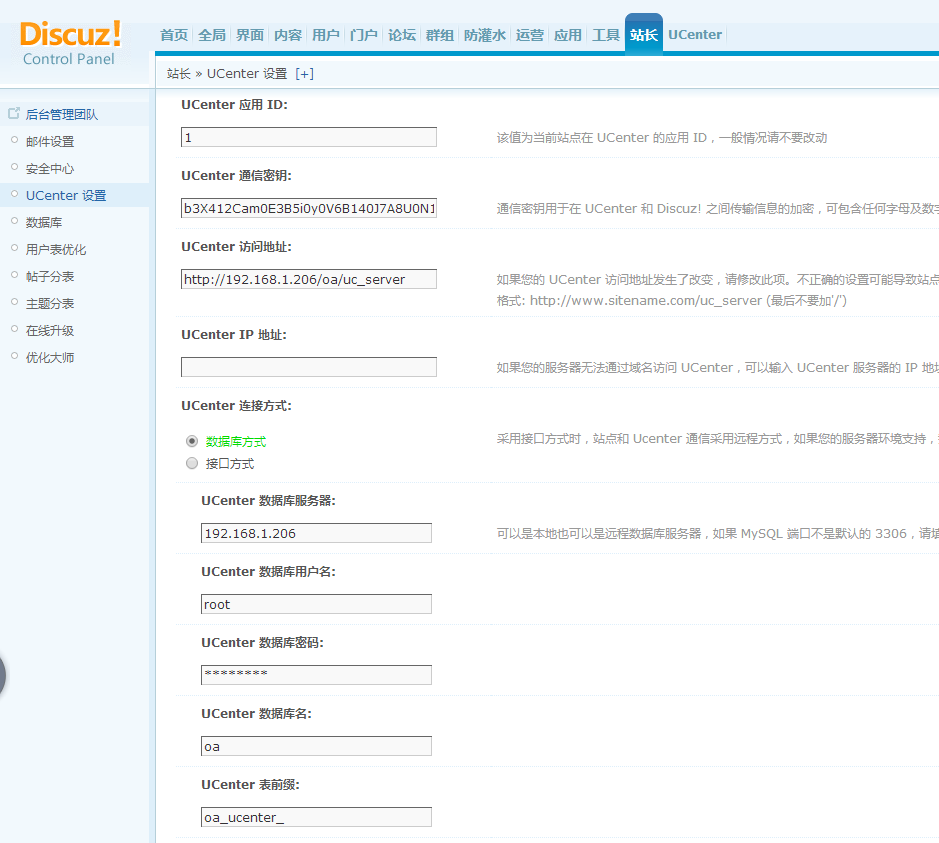 Discuz!
Control Panel
首页 全局 界面 内容 用户 门户 论坛 群组 防灌水 运营 应用 工具 站长 UCenter
站长 » UCenter 设置 [+]
后台管理团队
邮件设置
安全中心
UCenter 设置
数据库
用户表优化
帖子分表
主题分表
在线升级
优化大师
UCenter 应用 ID:
1
该值为当前站点在 UCenter 的应用 ID，一般情况请不要改动
UCenter 通信密钥:
b3X412Cam0E3B5i0y0V6B140J7A8U0N1
通信密钥用于在 UCenter 和 Discuz! 之间传输信息的加密，可包含任何字母及数字
UCenter 访问地址:
http://192.168.1.206/oa/uc_server
如果您的 UCenter 访问地址发生了改变，请修改此项。不正确的设置可能导致站点
格式: http://www.sitename.com/uc_server (最后不要加'/')
UCenter IP 地址:
如果您的服务器无法通过域名访问 UCenter，可以输入 UCenter 服务器的 IP 地址
UCenter 连接方式:
数据库方式
接口方式
采用接口方式时，站点和 Ucenter 通信采用远程方式，如果您的服务器环境支持，
UCenter 数据库服务器:
192.168.1.206
可以是本地也可以是远程数据库服务器，如果 MySQL 端口不是默认的 3306，请填
UCenter 数据库用户名:
root
UCenter 数据库密码:
********
UCenter 数据库名:
oa
UCenter 表前缀:
oa_ucenter_